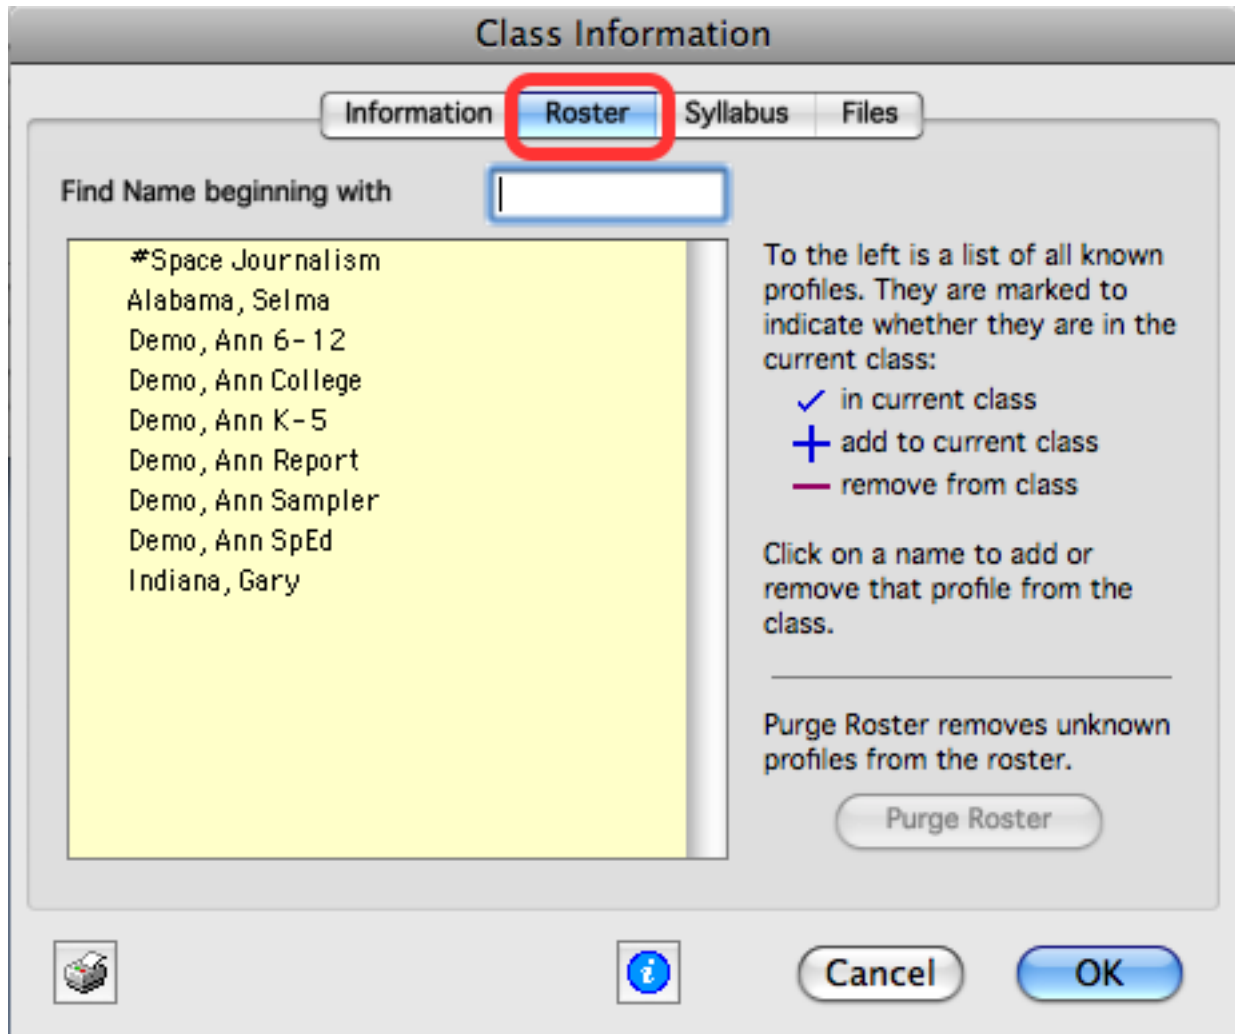 Class Information
Information Roster Syllabus Files
Find Name beginning with
#Space Journalism
Alabama, Selma
Demo, Ann 6-12
Demo, Ann College
Demo, Ann K-5
Demo, Ann Report
Demo, Ann Sampler
Demo, Ann SpEd
Indiana, Gary
To the left is a list of all known
profiles. They are marked to
indicate whether they are in the
current class:
in current class
add to current class
remove from class
Click on a name to add or
remove that profile from the
class.
Purge Roster removes unknown
profiles from the roster.
Purge Roster
i
Cancel OK